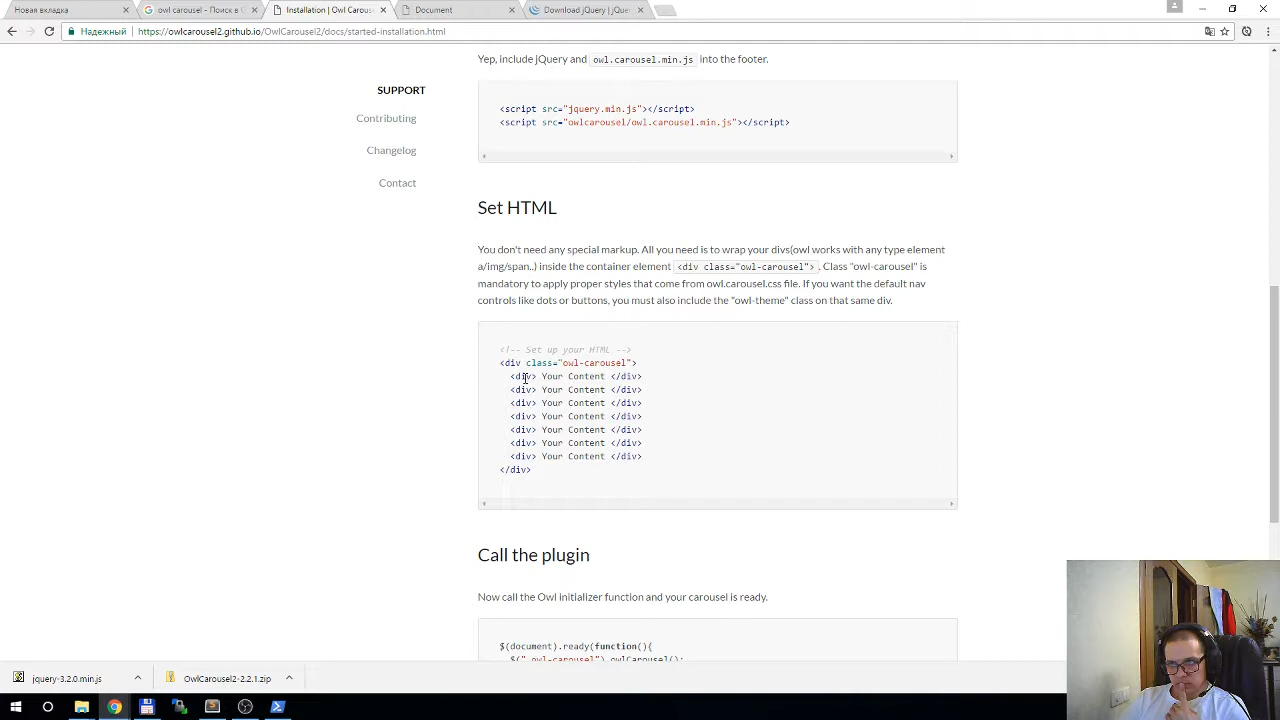 Новая вкладка
owl carousel - Поиск в G
Installation | Owl Carous
Document
Download jQuery | jQue
Надежный
https://owlcarousel2.github.io/OwlCarousel2/docs/started-installation.html
Yep, include jQuery and owl.carousel.min.js into the footer.
SUPPORT
Contributing
Changelog
Contact
<script src="jquery.min.js"></script>
<script src="owlcarousel/owl.carousel.min.js"></script>
Set HTML
You don't need any special markup. All you need is to wrap your divs(owl works with any type element
a/img/span..) inside the container element <div class="owl-carousel"> . Class "owl-carousel" is
mandatory to apply proper styles that come from owl.carousel.css file. If you want the default nav
controls like dots or buttons, you must also include the "owl-theme" class on that same div.
<!-- Set up your HTML -->
<div class="owl-carousel">
<div> Your Content </div>
<div> Your Content </div>
<div> Your Content </div>
<div> Your Content </div>
<div> Your Content </div>
<div> Your Content </div>
<div> Your Content </div>
</div>
Call the plugin
Now call the Owl initializer function and your carousel is ready.
$(document).ready(function(){
$(".owl-carousel").owlCarousel();
jquery-3.2.0.min.js
OwlCarousel2-2.2.1.zip